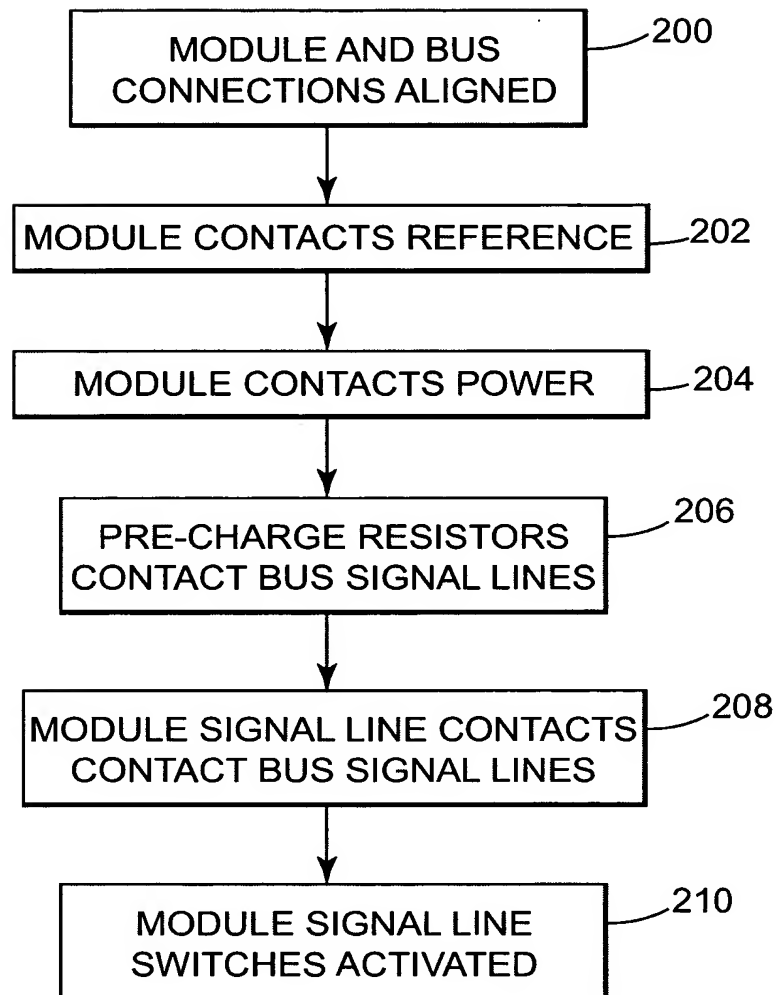 MODULE AND BUS
CONNECTIONS ALIGNED
200
MODULE CONTACTS REFERENCE
202
MODULE CONTACTS POWER
204
PRE-CHARGE RESISTORS
CONTACT BUS SIGNAL LINES
206
MODULE SIGNAL LINE CONTACTS
CONTACT BUS SIGNAL LINES
208
MODULE SIGNAL LINE
SWITCHES ACTIVATED
210